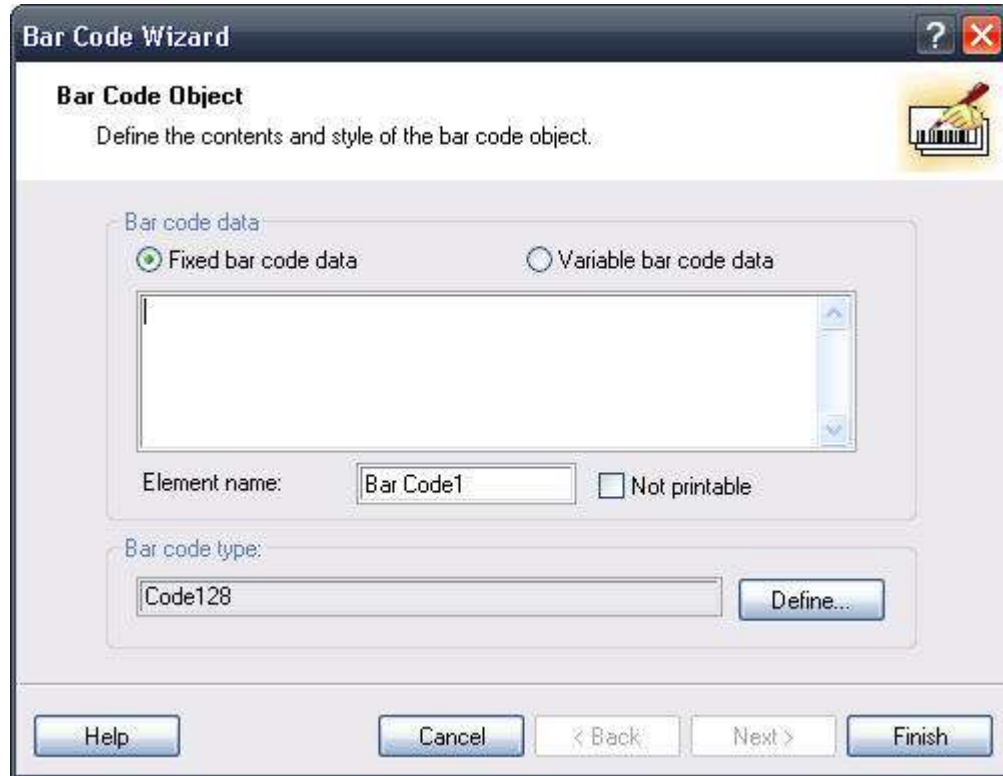 Bar Code Wizard
?
Bar Code Object
Define the contents and style of the bar code object.
Bar code data
Fixed bar code data Variable bar code data
Element name: Bar Code1 Not printable
Bar code type:
Code128 Define...
Help Cancel < Back Next > Finish